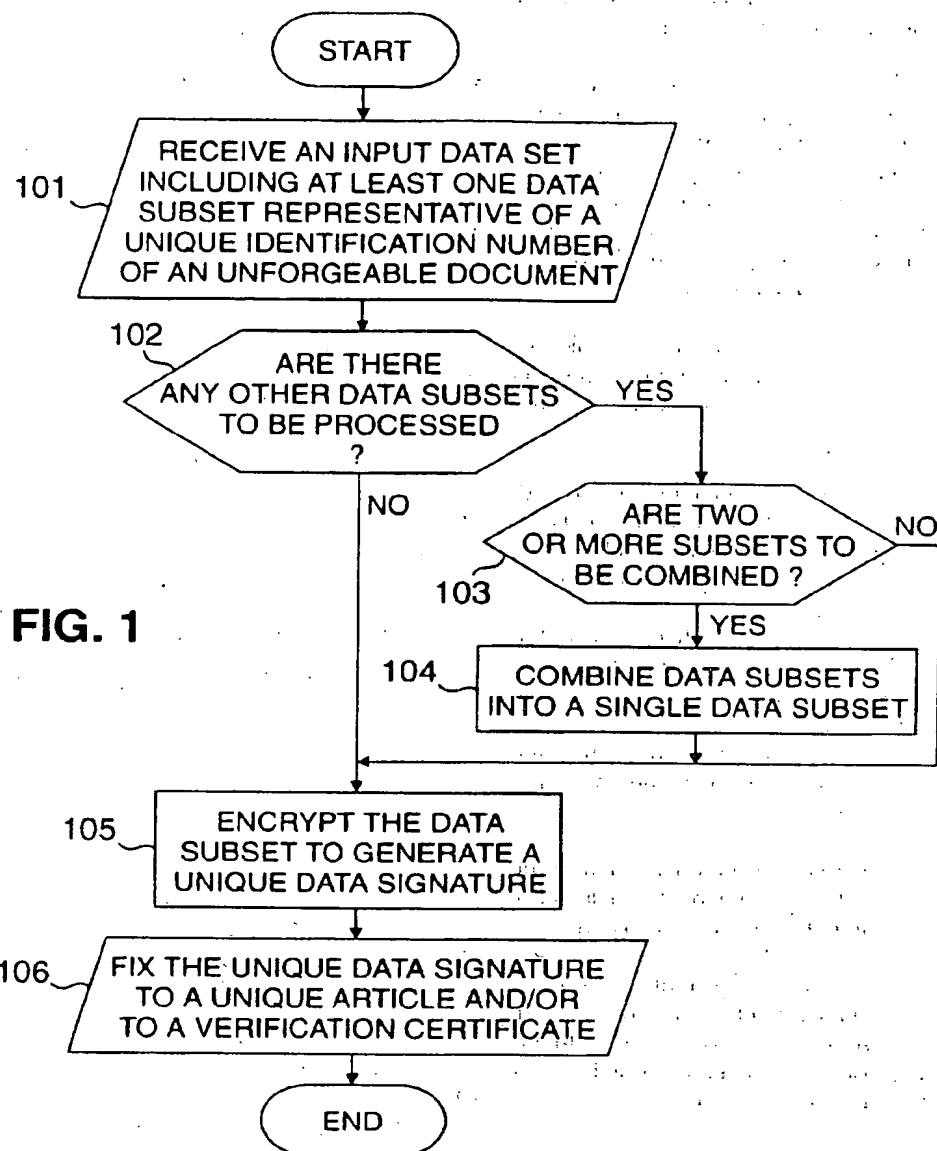 START
101
RECEIVE AN INPUT DATA SET
INCLUDING AT LEAST ONE DATA
SUBSET REPRESENTATIVE OF A
UNIQUE IDENTIFICATION NUMBER
OF AN UNFORGEABLE DOCUMENT
102
ARE THERE
ANY OTHER DATA SUBSETS
TO BE PROCESSED
?
YES
NO
ARE TWO
OR MORE SUBSETS TO
BE COMBINED ?
NO
103
YES
FIG. 1
104
COMBINE DATA SUBSETS
INTO A SINGLE DATA SUBSET
105
ENCRYPT THE DATA
SUBSET TO GENERATE A
UNIQUE DATA SIGNATURE
106
FIX THE UNIQUE DATA SIGNATURE
TO A UNIQUE ARTICLE AND/OR
TO A VERIFICATION CERTIFICATE
END